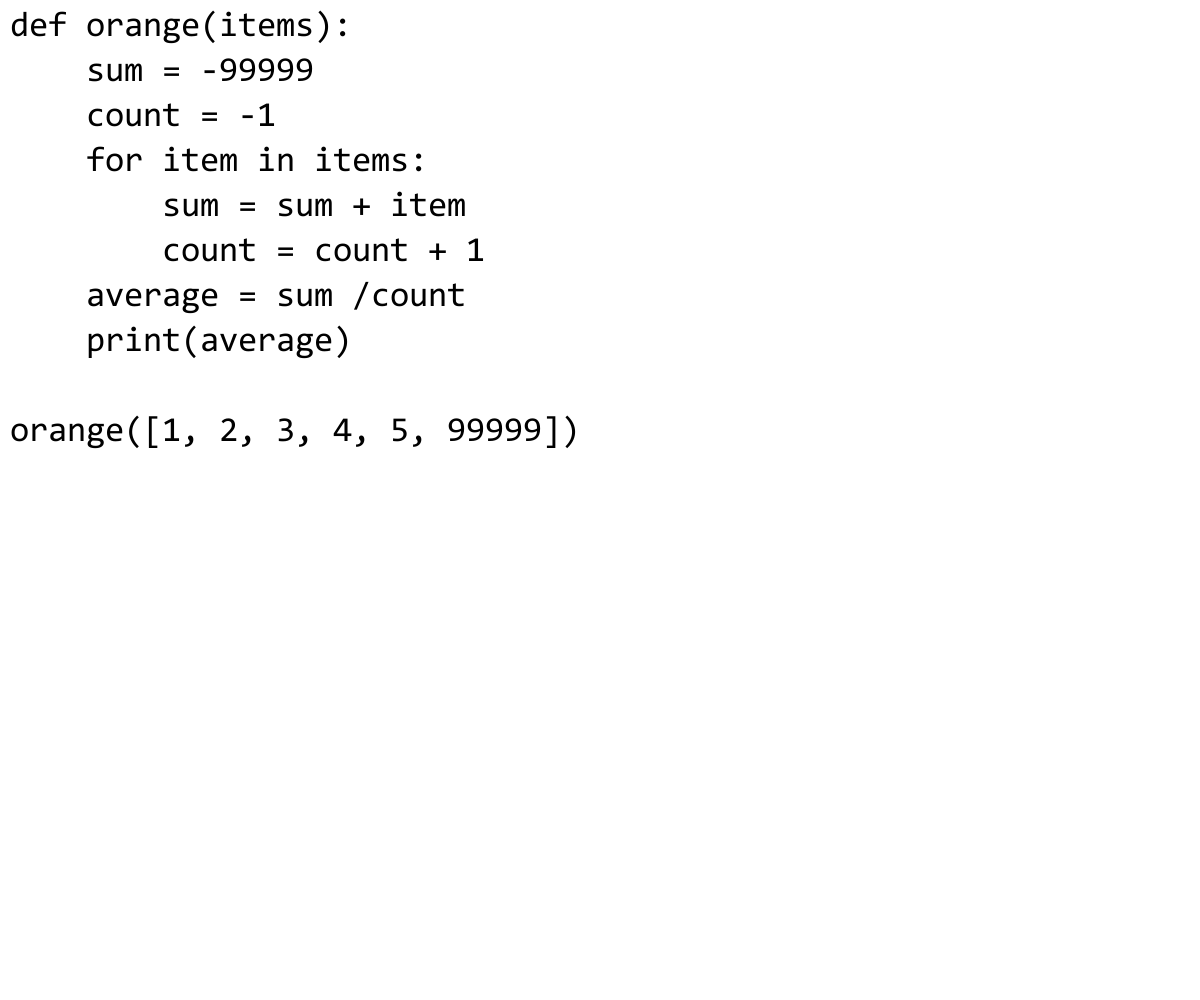 def orange(items):
    sum = -99999
    count = -1
    for item in items:
        sum = sum + item
        count = count + 1
    average = sum /count
    print(average)

orange([1, 2, 3, 4, 5, 99999])